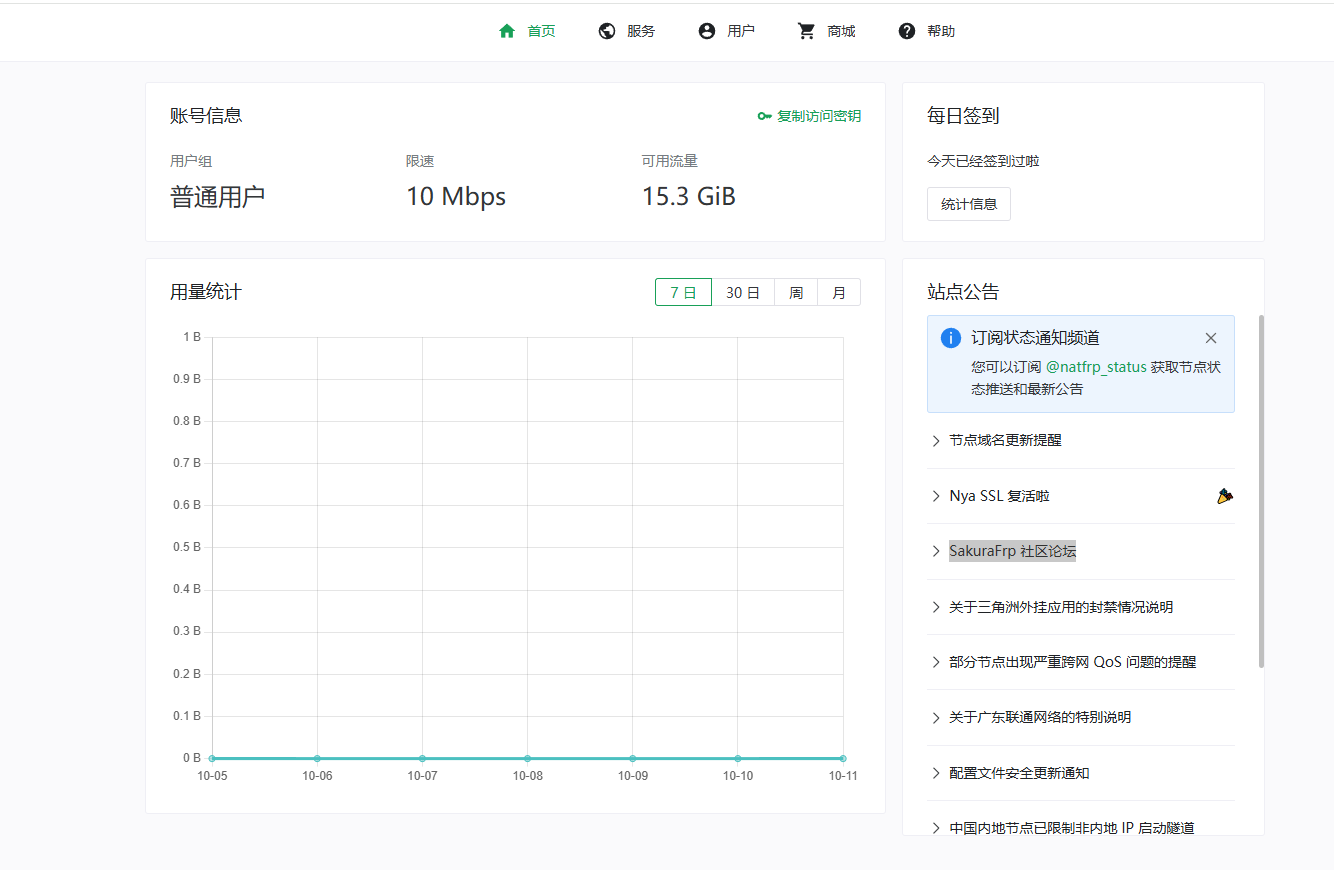 首页
服务
用户
商城
帮助
账号信息
复制访问密钥
用户组
限速
可用流量
普通用户
10 Mbps
15.3 GiB
每日签到
今天已经签到过啦
统计信息
用量统计
7 日
30 日
周
月
1 B
0.9 B
0.8 B
0.7 B
0.6 B
0.5 B
0.4 B
0.3 B
0.2 B
0.1 B
0 B
10-05
10-06
10-07
10-08
10-09
10-10
10-11
站点公告
订阅状态通知频道
您可以订阅 @natfrp_status 获取节点状
态推送和最新公告
节点域名更新提醒
Nya SSL 复活啦
SakuraFrp 社区论坛
关于三角洲外挂应用的封禁情况说明
部分节点出现严重跨网 QoS 问题的提醒
关于广东联通网络的特别说明
配置文件安全更新通知
中国内地节点已限制非内地 IP 启动隧道